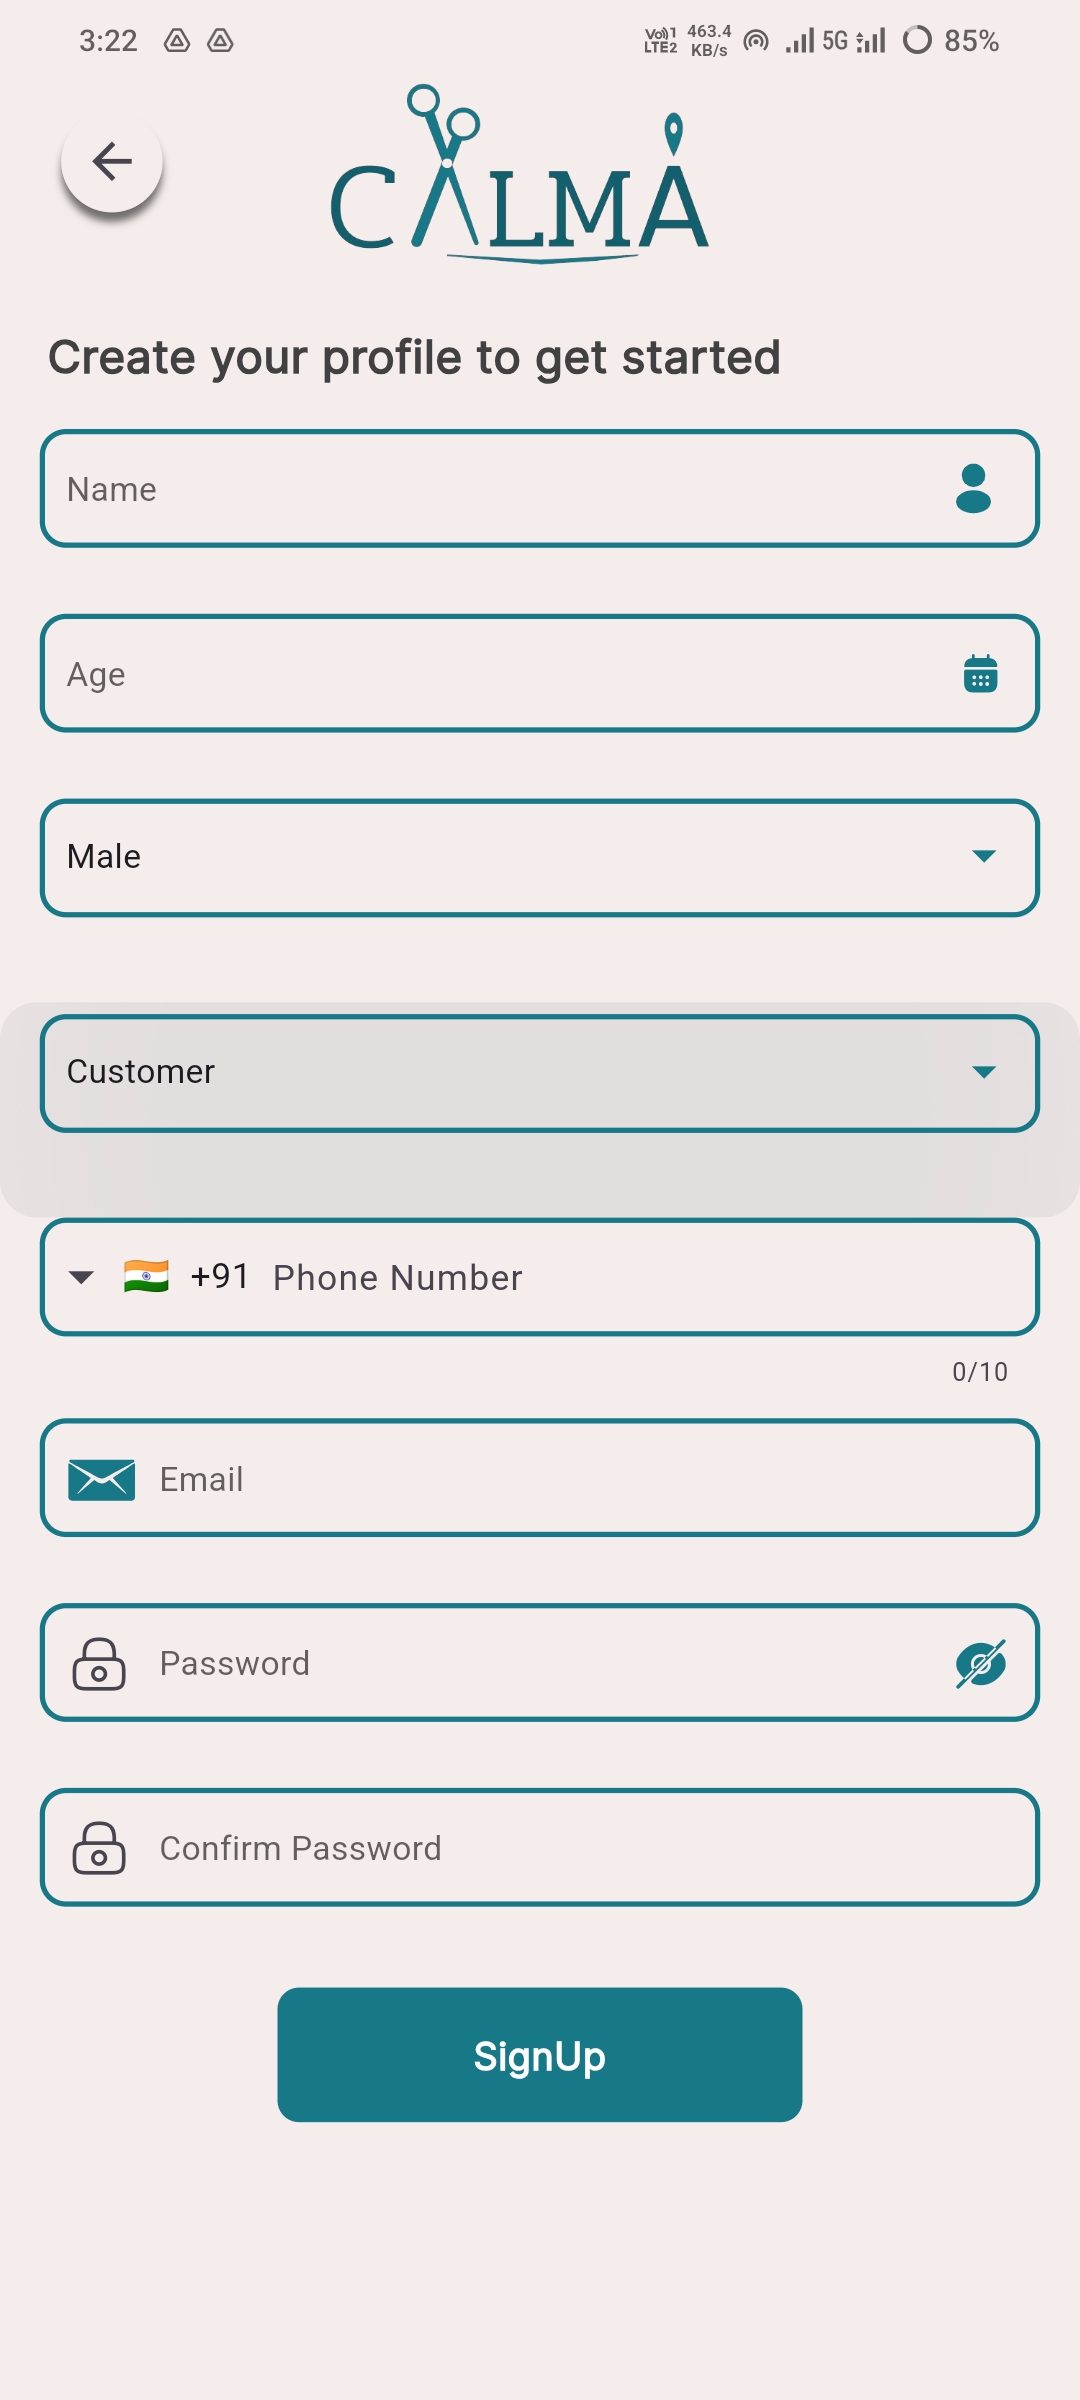 3:22 Vo)) 1 LTE2 463.4 KB/s 5G 85%
CALMA
Create your profile to get started
Name
Age
Male
Customer
+91 Phone Number
0/10
Email
Password
Confirm Password
SignUp